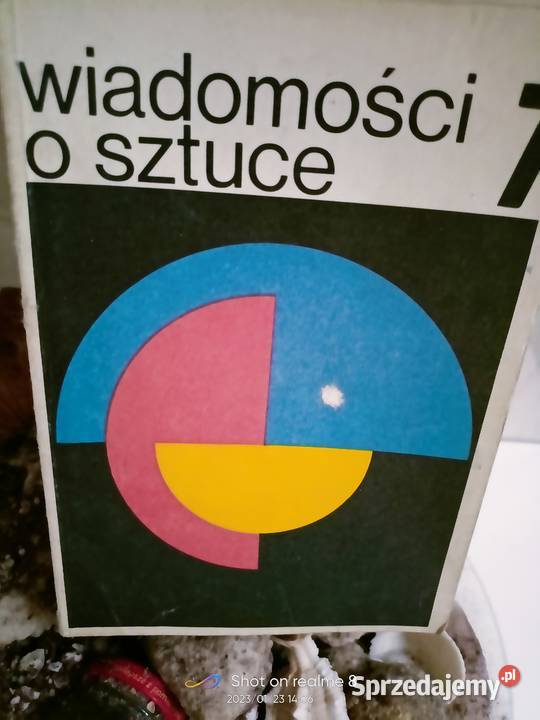 wiadomości 7
o sztuce
Shot on realme 8
2023/01/23 14:06
Sprzedajemy.pl